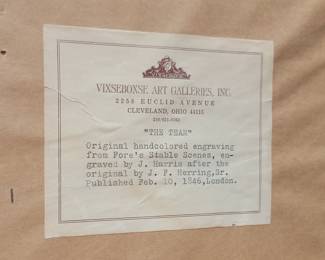 VIXSEBOXSE ART GALLERIES, INC.
2258 EUCLID AVENUE
CLEVELAND, OHIO 44115
"THE TEAM"
Original handcolored engraving
from Fore's Stable Scenes, en-
graved by J. Harris after the
original by J. F. Herring,Sr.
Published Feb. 10, 1846,London.